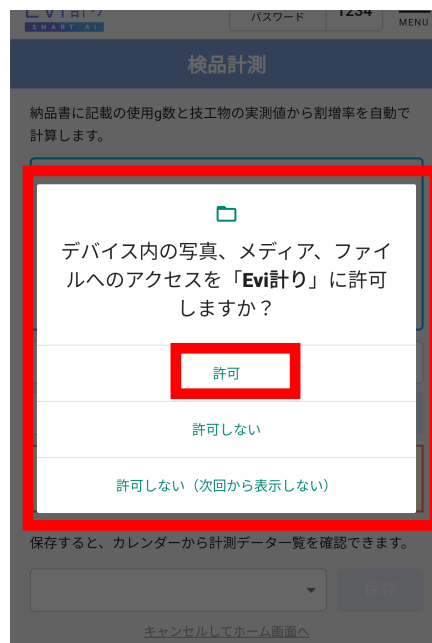 Evi計り
SMART AI
パスワード
1234
MENU
検品計測
納品書に記載の使用g数と技工物の実測値から割増率を自動で
計算します。
デバイス内の写真、メディア、ファイ
ルへのアクセスを「Evi計り」に許可
しますか？
許可
許可しない
許可しない（次回から表示しない）
保存すると、カレンダーから計測データ一覧を確認できます。
保存
キャンセルしてホーム画面へ